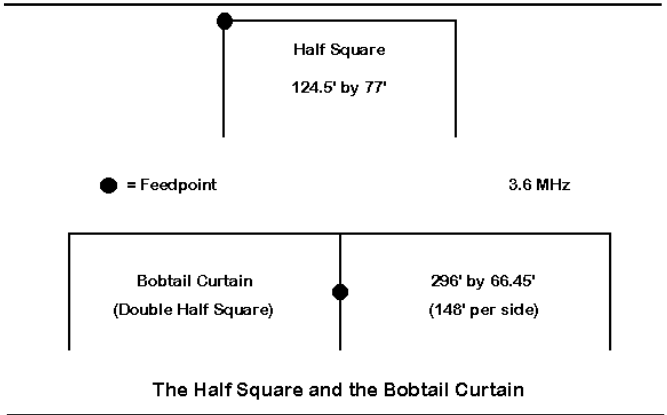 Half Square
124.5' by 77'
= Feedpoint
3.6 MHz
Bobtail Curtain
(Double Half Square)
296' by 66.45'
(148' per side)
The Half Square and the Bobtail Curtain